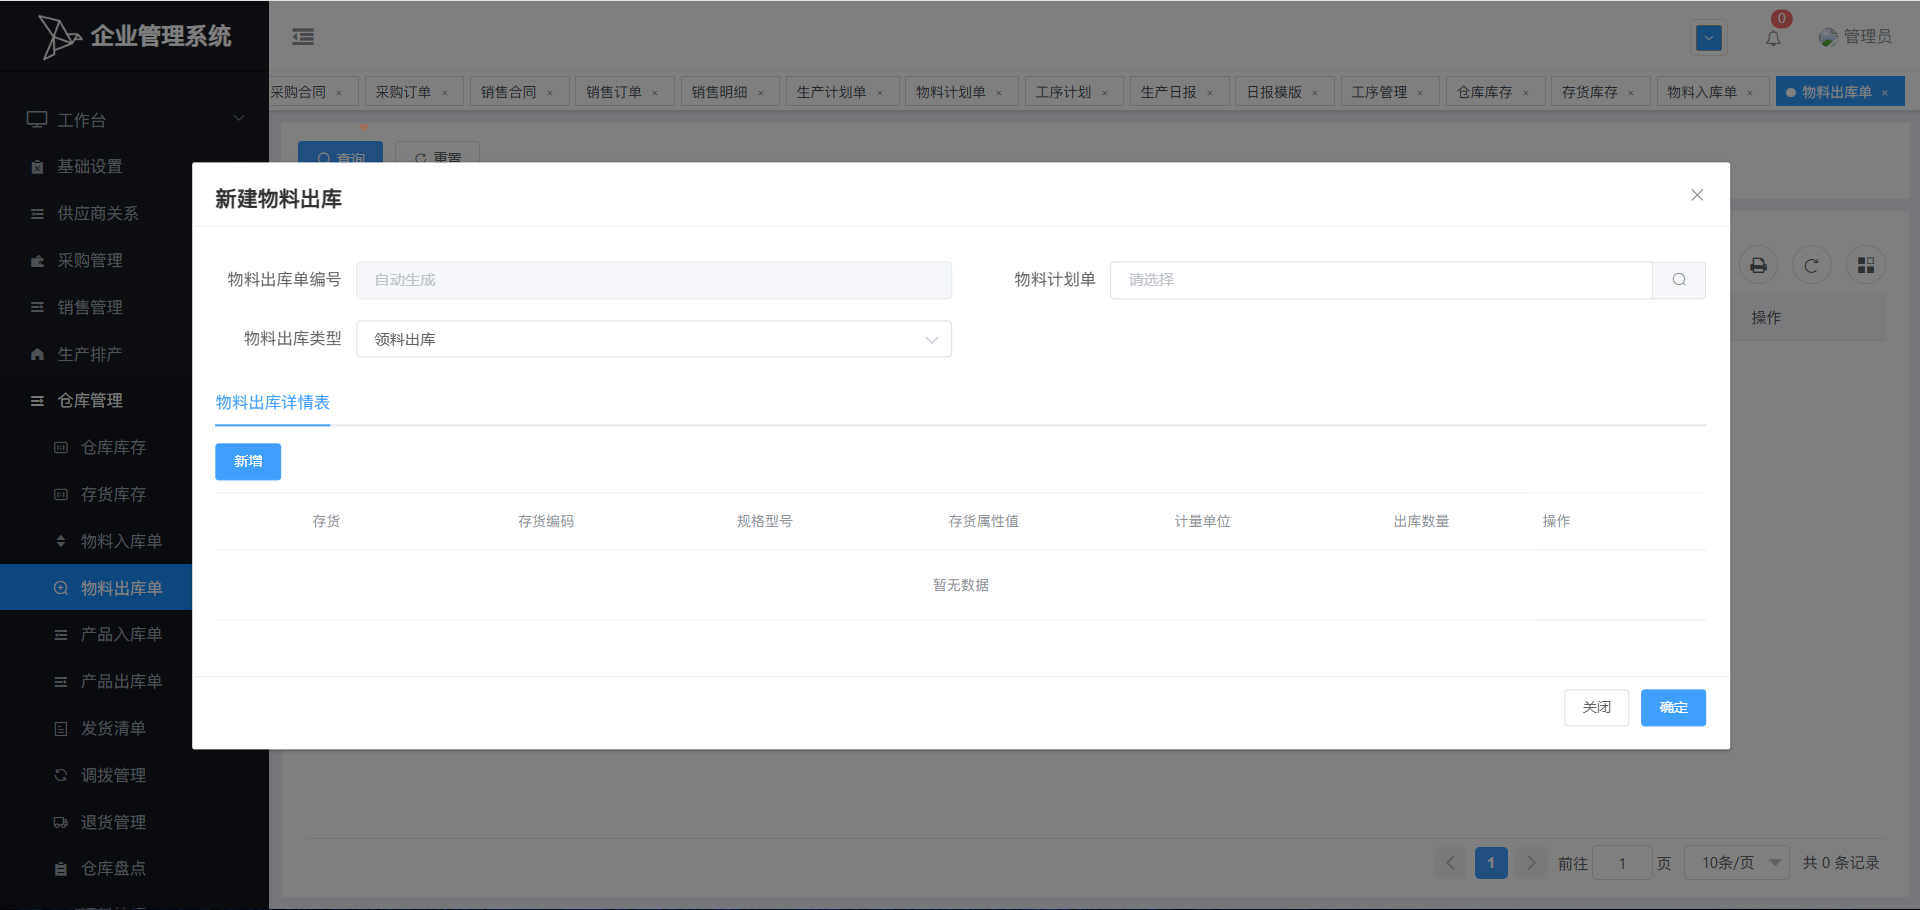 企业管理系统
0
管理员
采购合同 ×
采购订单 ×
销售合同 ×
销售订单 ×
销售明细 ×
生产计划单 ×
物料计划单 ×
工序计划 ×
生产日报 ×
日报模版 ×
工序管理 ×
仓库库存 ×
存货库存 ×
物料入库单 ×
物料出库单 ×
工作台
基础设置
供应商关系
采购管理
销售管理
生产排产
仓库管理
仓库库存
存货库存
物料入库单
物料出库单
产品入库单
产品出库单
发货清单
调拨管理
退货管理
仓库盘点
查询
重置
操作
新建物料出库
物料出库单编号 自动生成
物料计划单 请选择
物料出库类型 领料出库
物料出库详情表
新增
存货 存货编码 规格型号 存货属性值 计量单位 出库数量 操作
暂无数据
关闭
确定
1
前往 1 页
10条/页
共 0 条记录